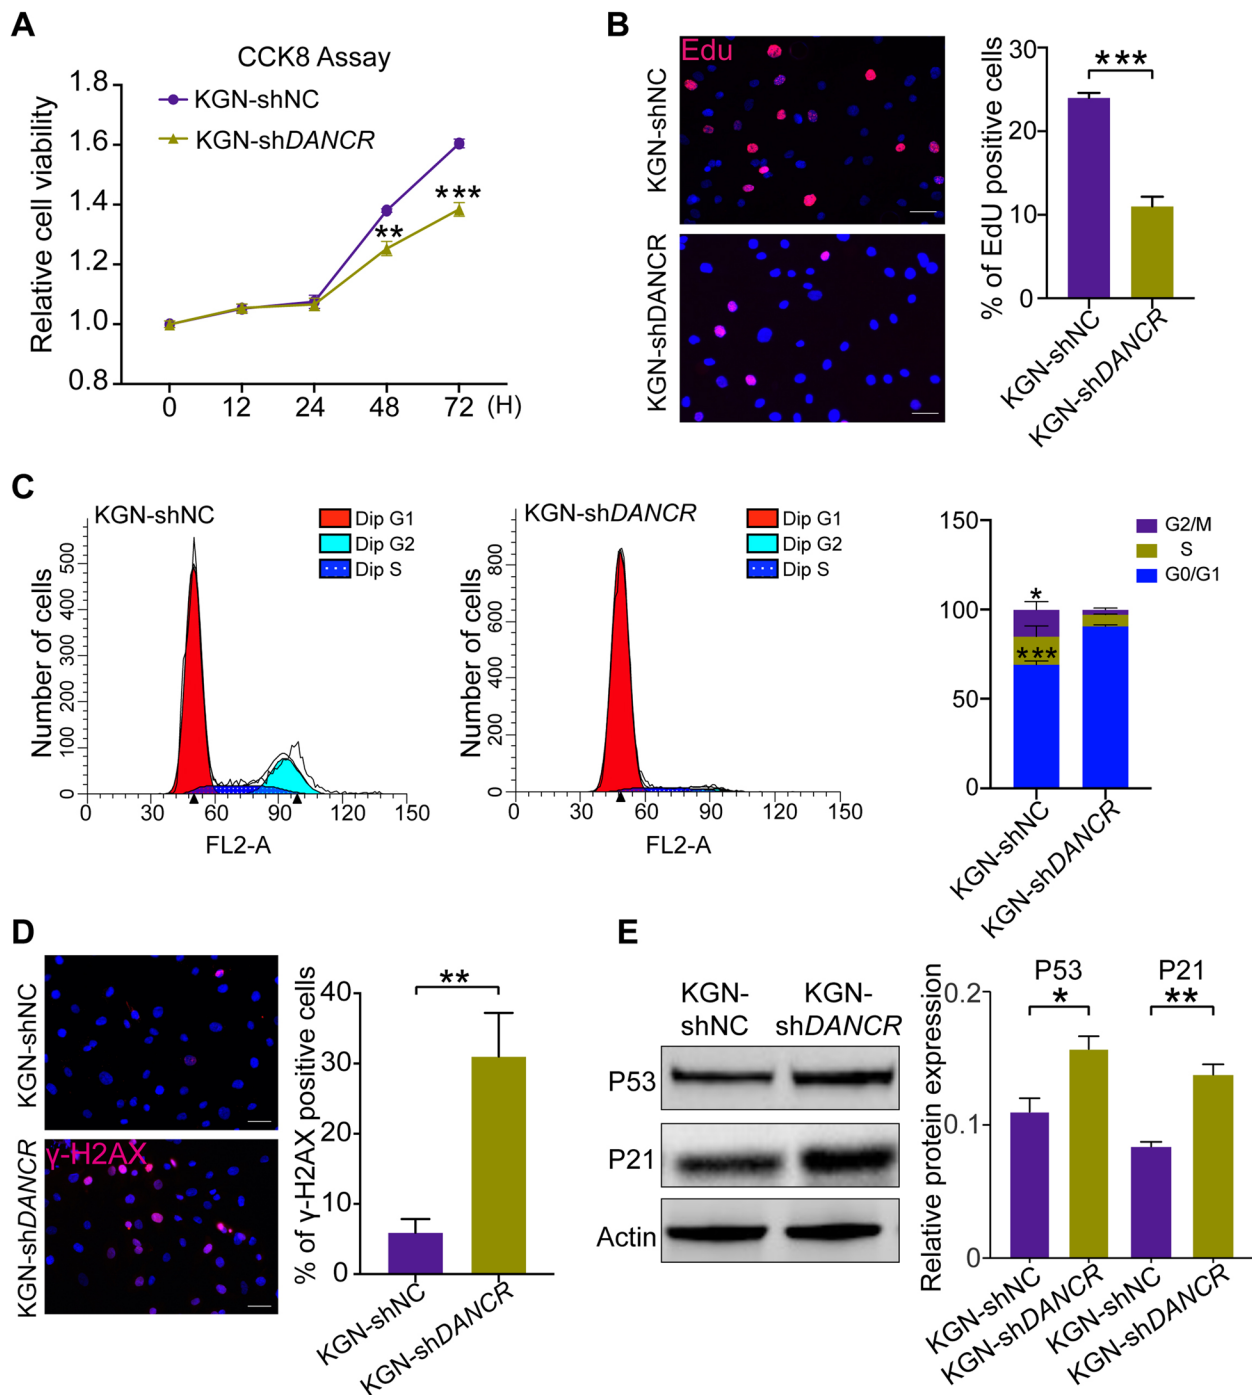 A
CCK8 Assay
Relative cell viability
1.8
1.6
1.4
1.2
1.0
0.8
KGN-shNC
KGN-shDANCR
**
***
0 12 24 48 72 (H)
B
KGN-shNC
Edu
KGN-shDANCR
% of EdU positive cells
30
20
10
0
***
KGN-shNC
KGN-shDANCR
C
KGN-shNC
Number of cells
500
400
300
200
100
0
Dip G1
Dip G2
Dip S
0 30 60 90 120 150
FL2-A
KGN-shDANCR
Number of cells
800
600
400
200
0
Dip G1
Dip G2
Dip S
0 30 60 90 120 150
FL2-A
150
100
50
0
G2/M
S
G0/G1
*
***
KGN-shNC
KGN-shDANCR
D
KGN-shNC
KGN-shDANCR
γ-H2AX
% of γ-H2AX positive cells
40
30
20
10
0
**
KGN-shNC
KGN-shDANCR
E
KGN-
shNC
KGN-
shDANCR
P53
P21
Actin
Relative protein expression
0.2
0.1
0
P53
*
P21
**
KGN-shNC
KGN-shDANCR
KGN-shNC
KGN-shDANCR